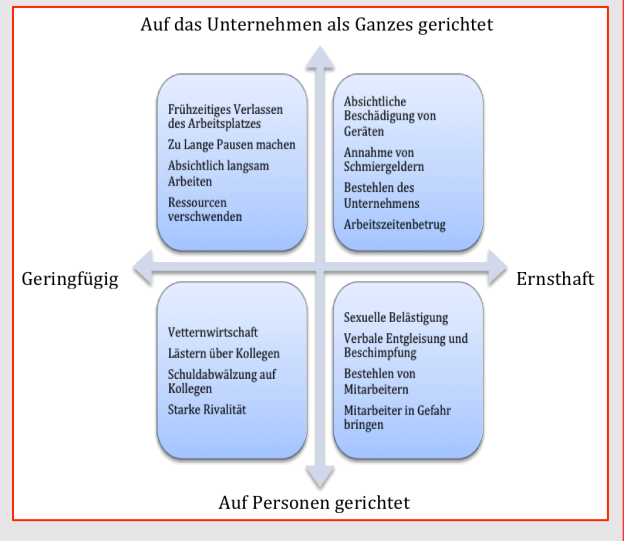 Auf das Unternehmen als Ganzes gerichtet
Frühzeitiges Verlassen
des Arbeitsplatzes
Zu Lange Pausen machen
Absichtlich langsam
Arbeiten
Ressourcen
verschwenden
Absichtliche
Beschädigung von
Geräten
Annahme von
Schmiergeldern
Bestehlen des
Unternehmens
Arbeitszeitenbetrug
Geringfügig
Ernsthaft
Vetternwirtschaft
Lästern über Kollegen
Schuldabwälzung auf
Kollegen
Starke Rivalität
Sexuelle Belästigung
Verbale Entgleisung und
Beschimpfung
Bestehlen von
Mitarbeitern
Mitarbeiter in Gefahr
bringen
Auf Personen gerichtet